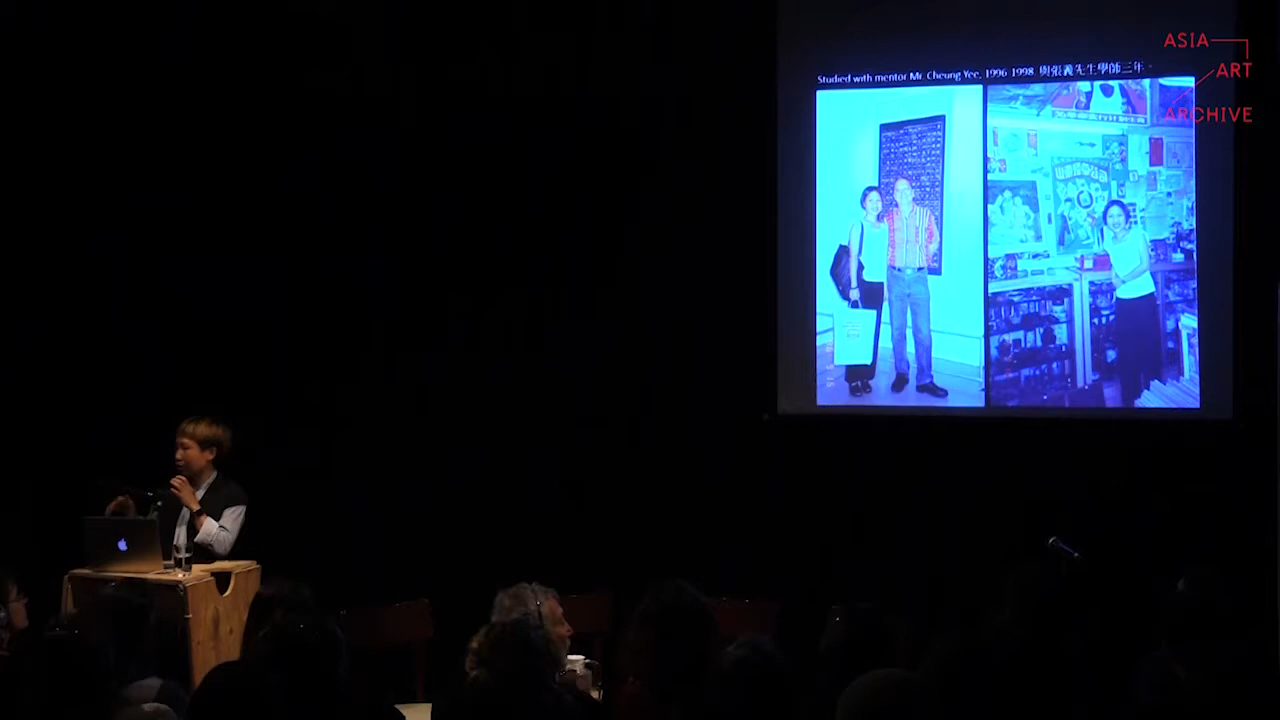 Studied with mentor Mr. Cheung Yee, 1996-1998 與張義先生學師三年。
ASIA
ART
ARCHIVE